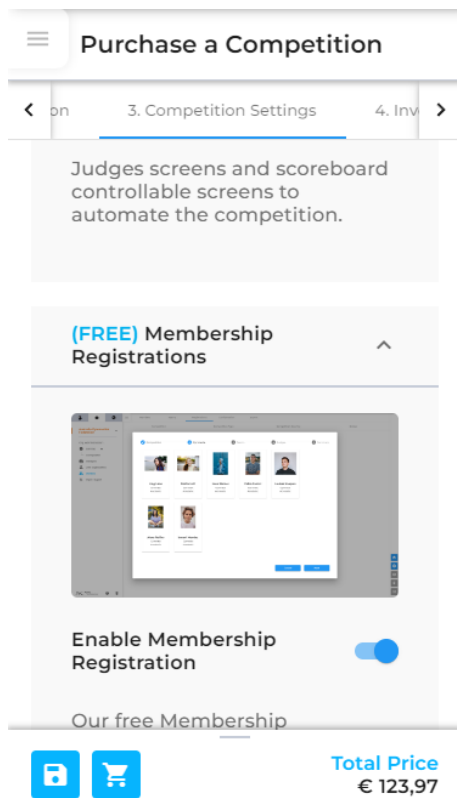 Purchase a Competition
on
3. Competition Settings
4. Inv
Judges screens and scoreboard
controllable screens to
automate the competition.
(FREE) Membership
Registrations
Enable Membership
Registration
Our free Membership
Total Price
€ 123,97